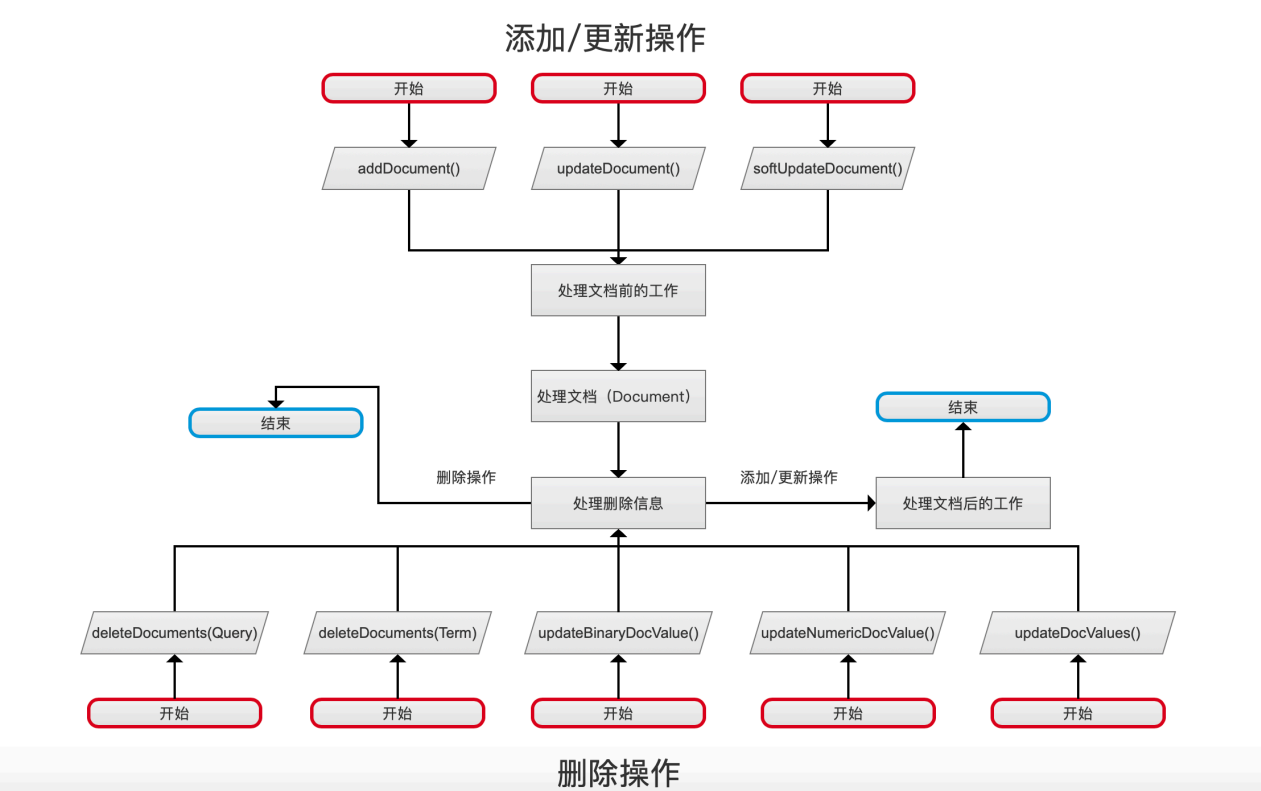 添加/更新操作
开始
开始
开始
addDocument()
updateDocument()
softUpdateDocument()
处理文档前的工作
处理文档（Document）
结束
结束
删除操作
添加/更新操作
处理删除信息
处理文档后的工作
deleteDocuments(Query)
deleteDocuments(Term)
updateBinaryDocValue()
updateNumericDocValue()
updateDocValues()
开始
开始
开始
开始
开始
删除操作